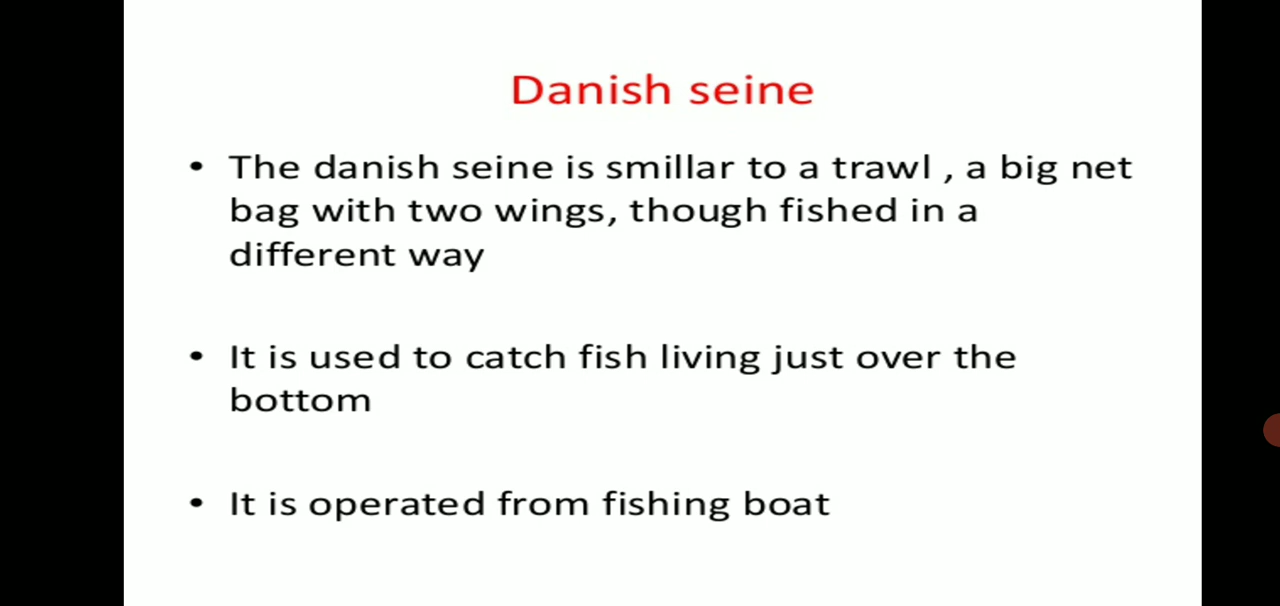 Danish seine
• The danish seine is smillar to a trawl , a big net
bag with two wings, though fished in a
different way
• It is used to catch fish living just over the
bottom
• It is operated from fishing boat